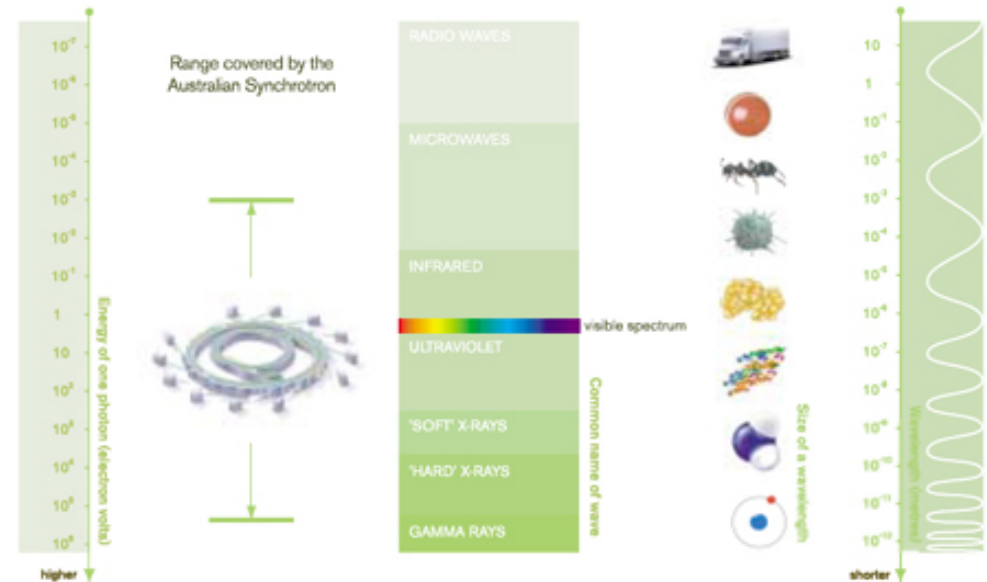 Range covered by the
Australian Synchrotron
10⁻⁷
10⁻⁶
10⁻⁵
10⁻⁴
10⁻³
10⁻²
10⁻¹
1
10
10²
10³
10⁴
10⁵
10⁶
higher
Energy of one photon (electron volts)
RADIO WAVES
MICROWAVES
INFRARED
visible spectrum
ULTRAVIOLET
'SOFT' X-RAYS
'HARD' X-RAYS
GAMMA RAYS
Common name of wave
Size of a wavelength
10
1
10⁻¹
10⁻²
10⁻³
10⁻⁴
10⁻⁵
10⁻⁶
10⁻⁷
10⁻⁸
10⁻⁹
10⁻¹⁰
10⁻¹¹
10⁻¹²
shorter
Wavelength (metres)